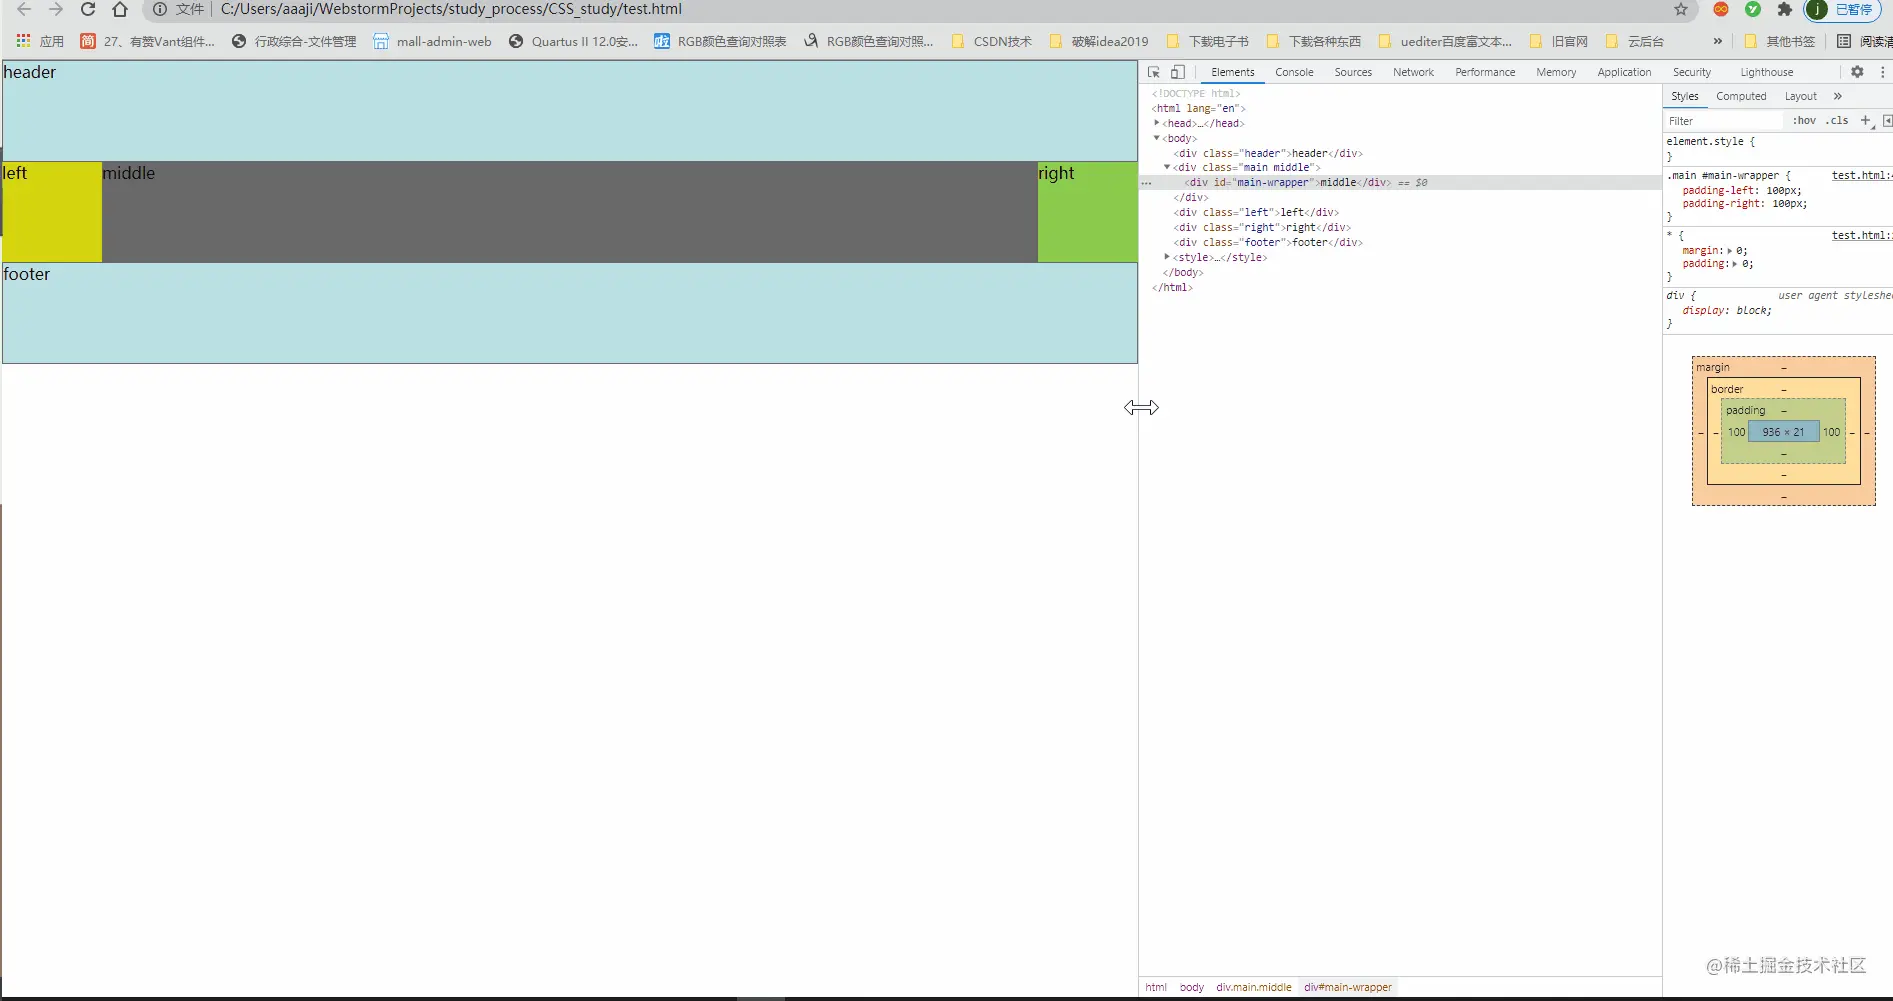 文件 C:/Users/aaaji/WebstormProjects/study_process/CSS_study/test.html j 已暂停
应用 简 27、有赞Vant组件... 行政综合-文件管理 mall-admin-web Quartus II 12.0安... RGB颜色查询对照表 RGB颜色查询对照... CSDN技术 破解idea2019 下载电子书 下载各种东西 uediter百度富文本... 旧官网 云后台 » 其他书签 阅读清
header
left middle right
footer
Elements Console Sources Network Performance Memory Application Security Lighthouse
<!DOCTYPE html>
<html lang="en">
<head>…</head>
<body>
<div class="header">header</div>
<div class="main middle">
<div id="main-wrapper">middle</div> == $0
</div>
<div class="left">left</div>
<div class="right">right</div>
<div class="footer">footer</div>
<style>…</style>
</body>
</html>
html body div.main.middle div#main-wrapper
Styles Computed Layout »
Filter :hov .cls +
element.style {
}
.main #main-wrapper { test.html:
padding-left: 100px;
padding-right: 100px;
}
* { test.html:
margin: 0;
padding: 0;
}
div { user agent styleshe
display: block;
}
margin –
border –
padding –
– – 100 936 × 21 100 – –
–
–
–
@稀土掘金技术社区